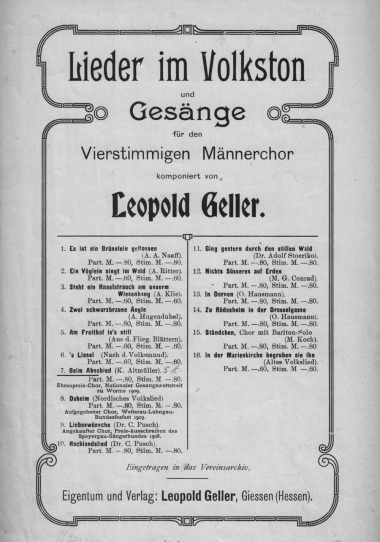 Lieder im Volkston
und
Gesänge
für den
Vierstimmigen Männerchor
komponiert von
Leopold Geller.
1. Es ist ein Brünnlein geflossen
(A. A. Naaff).
Part. M. —.80, Stim. M. —.80.
2. Ein Vöglein singt im Wald (A. Ritter).
Part. M. —.60, Stim. M. —.60.
3. Steht ein Haselstrauch am unserm
Wiesenhang (A. Klie).
Part. M. —.60, Stim. M. —.80.
4. Zwei schwarzbraune Äugle
(A. Hugendubel).
Part. M. —.80, Stim. M. —.80.
5. Am Freithof ist's still
(Aus d. Flieg. Blättern).
Part. M. —.60, Stim. M. —.60.
6. 's Liesel (Nach d. Volksmund).
Part. M. —.60, Stim. M. —.60.
7. Beim Abschied (K. Altmüller).
Part. M. —.80, Stim. M. —.80.
Ehrenpreis-Chor, Nationaler Gesangswettstreit
zu Worms 1909.
8. Daheim (Nordisches Volkslied)
Part. M. —.80, Stim. M. —.80.
Aufgegebener Chor, Wetterau-Lahngau-
Bundesfestfest 1909.
9. Liebeswünsche (Dr. C. Pusch).
Angekaufter Chor, Preis-Ausschreiben des
Speyergau-Sängerbundes 1908.
10. Hochlandslied (Dr. C. Pusch).
Part. M. —.80, Stim. M. —.80.
11. Ging gestern durch den stillen Wald
(Dr. Adolf Stoeriko).
Part. M. —.80, Stim. M. —.80.
12. Nichts Süsseres auf Erden
(M. G. Conrad).
Part. M. —.80, Stim. M. —.80.
13. In Dorven (O. Hausmann).
Part. M. —.80, Stim. M. —.80.
14. Zu Rüdesheim in der Drosselgasse
(O. Hausmann).
Part. M. —.80, Stim. M. —.80.
15. Ständchen, Chor mit Bariton-Solo
(M. Koch).
Part. M. —.80, Stim. M. —.80.
16. In der Marienkirche begruben sie ihn
(Altes Volkslied).
Part. M. —.60, Stim. M. —.60.
Eingetragen in das Vereinsarchiv.
Eigentum und Verlag: Leopold Geller, Giessen (Hessen).